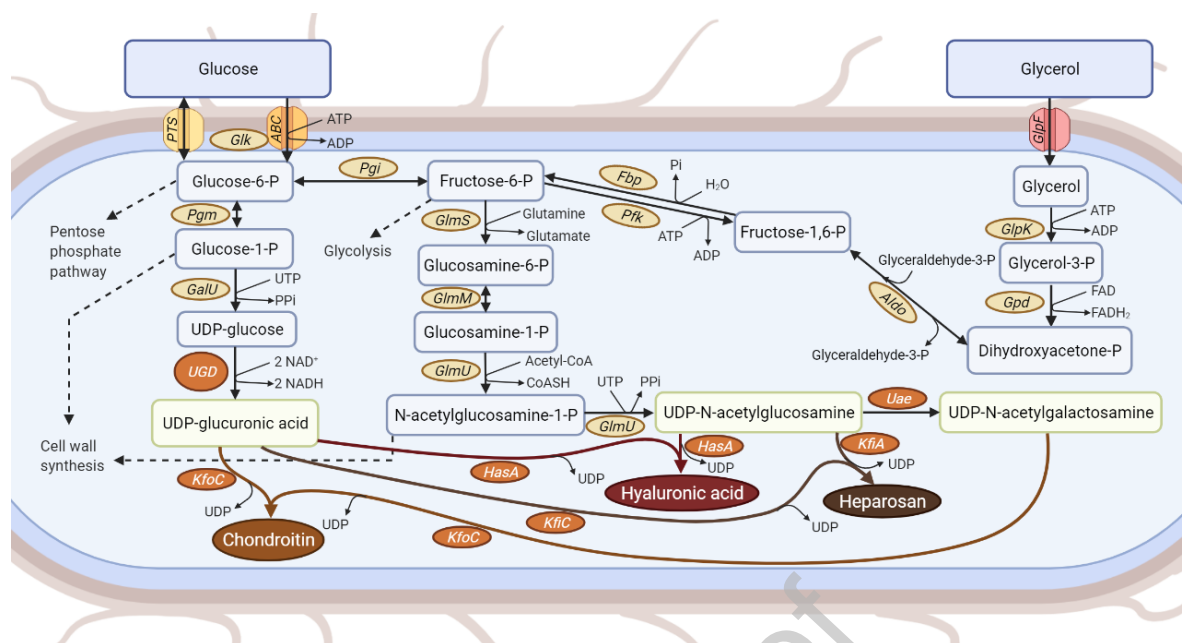 Glucose
Glycerol
PTS
Glk
ABC
ATP
ADP
GlpF
Glucose-6-P
Pgi
Fructose-6-P
Fbp
Pi
H₂O
Pfk
ATP
ADP
Fructose-1,6-P
Glycerol
GlpK
ATP
ADP
Pentose
phosphate
pathway
Pgm
Glucose-1-P
Glycolysis
GlmS
Glutamine
Glutamate
Glucosamine-6-P
Glyceraldehyde-3-P
Aldo
Glyceraldehyde-3-P
Glycerol-3-P
Gpd
FAD
FADH₂
Dihydroxyacetone-P
GalU
UTP
PPi
UDP-glucose
GlmM
Glucosamine-1-P
UGD
2 NAD⁺
2 NADH
GlmU
Acetyl-CoA
CoASH
UDP-glucuronic acid
N-acetylglucosamine-1-P
UTP
PPi
GlmU
UDP-N-acetylglucosamine
Uae
UDP-N-acetylgalactosamine
Cell wall
synthesis
KfoC
UDP
HasA
UDP
HasA
UDP
KfiA
UDP
Hyaluronic acid
Heparosan
Chondroitin
UDP
KfoC
KfiC
UDP
of